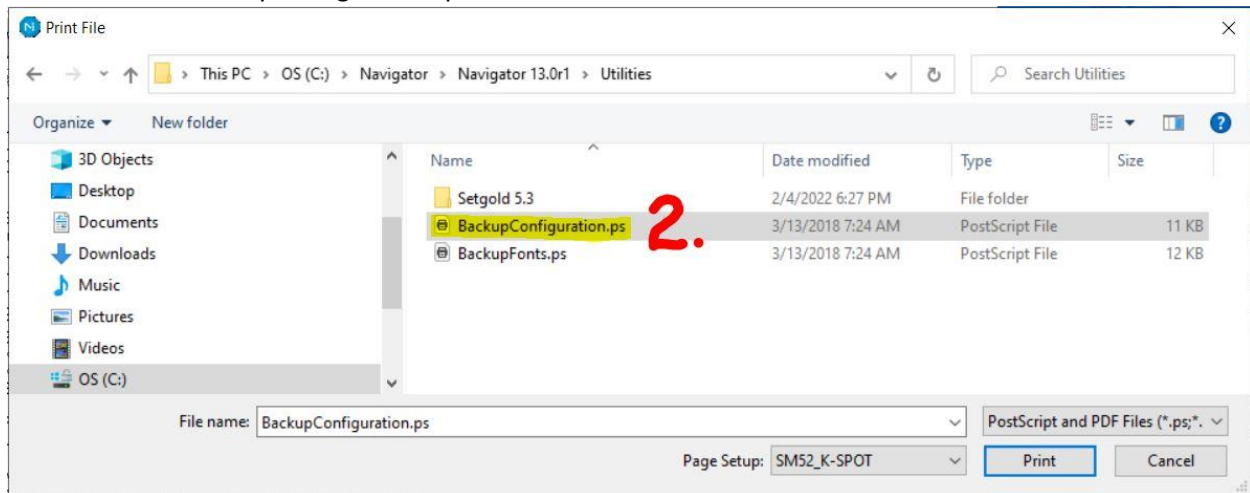 Print File
This PC > OS (C:) > Navigator > Navigator 13.0r1 > Utilities
Search Utilities
Organize
New folder
Name
Date modified
Type
Size
3D Objects
Desktop
Documents
Downloads
Music
Pictures
Videos
OS (C:)
Setgold 5.3 2/4/2022 6:27 PM File folder
BackupConfiguration.ps 2. 3/13/2018 7:24 AM PostScript File 11 KB
BackupFonts.ps 3/13/2018 7:24 AM PostScript File 12 KB
File name: BackupConfiguration.ps
PostScript and PDF Files (*.ps;*.
Page Setup: SM52_K-SPOT
Print
Cancel